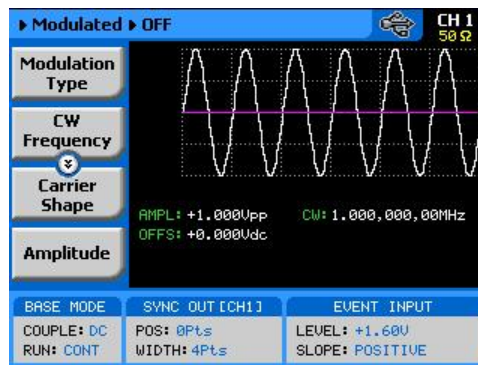 ▶ Modulated ▶ OFF
CH 1
50 Ω
Modulation
Type
CW
Frequency
Carrier
Shape
Amplitude
AMPL: +1.000Vpp CW: 1.000,000,00MHz
OFFS: +0.000Vdc
BASE MODE
COUPLE: DC
RUN: CONT
SYNC OUT [CH1]
POS: 0Pts
WIDTH: 4Pts
EVENT INPUT
LEVEL: +1.60V
SLOPE: POSITIVE